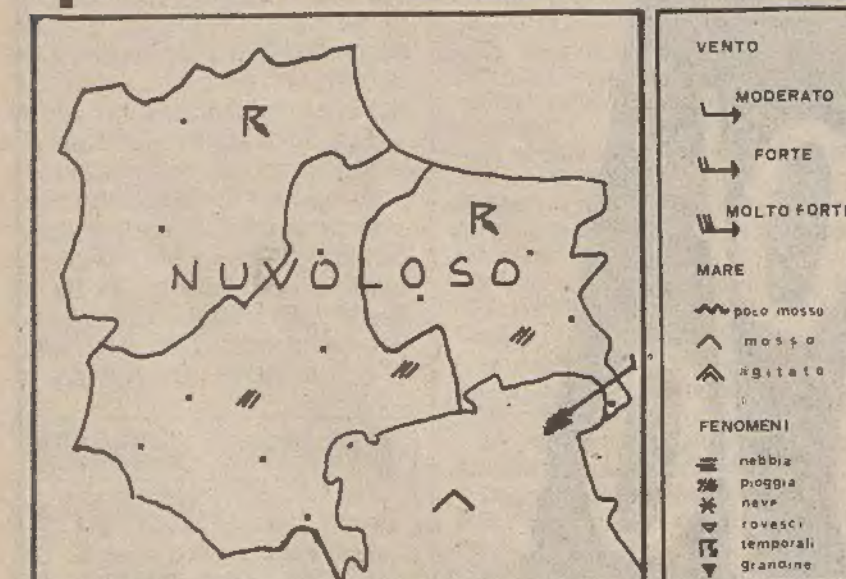 NUVOLOSO
VENTO
MODERATO
FORTE
MOLTO FORTE
MARE
poco mosso
mosso
agitato
FENOMENI
nebbia
pioggia
neve
rovesci
temporali
grandine